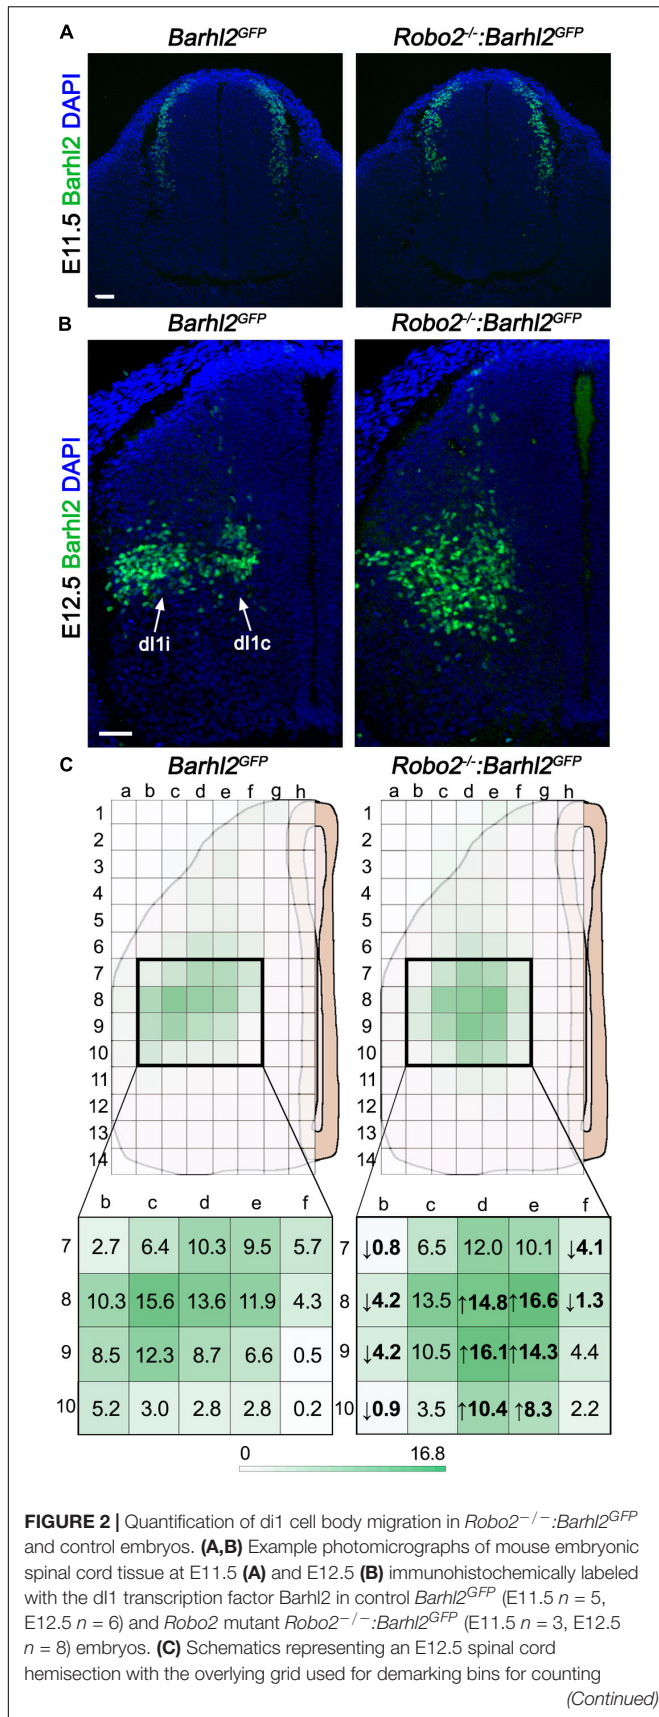 A
Barhl2GFP Robo2-/-:Barhl2GFP
E11.5 Barhl2 DAPI
B
Barhl2GFP Robo2-/-:Barhl2GFP
E12.5 Barhl2 DAPI
dI1i dI1c
C
Barhl2GFP Robo2-/-:Barhl2GFP
a b c d e f g h a b c d e f g h
1 1
2 2
3 3
4 4
5 5
6 6
7 7
8 8
9 9
10 10
11 11
12 12
13 13
14 14
b c d e f b c d e f
7 2.7 6.4 10.3 9.5 5.7 7 ↓0.8 6.5 12.0 10.1 ↓4.1
8 10.3 15.6 13.6 11.9 4.3 8 ↓4.2 13.5 ↑14.8 ↑16.6 ↓1.3
9 8.5 12.3 8.7 6.6 0.5 9 ↓4.2 10.5 ↑16.1 ↑14.3 4.4
10 5.2 3.0 2.8 2.8 0.2 10 ↓0.9 3.5 ↑10.4 ↑8.3 2.2
0 16.8
FIGURE 2 | Quantification of di1 cell body migration in Robo2−/−:Barhl2GFP
and control embryos. (A,B) Example photomicrographs of mouse embryonic
spinal cord tissue at E11.5 (A) and E12.5 (B) immunohistochemically labeled
with the dI1 transcription factor Barhl2 in control Barhl2GFP (E11.5 n = 5,
E12.5 n = 6) and Robo2 mutant Robo2−/−:Barhl2GFP (E11.5 n = 3, E12.5
n = 8) embryos. (C) Schematics representing an E12.5 spinal cord
hemisection with the overlying grid used for demarking bins for counting
(Continued)